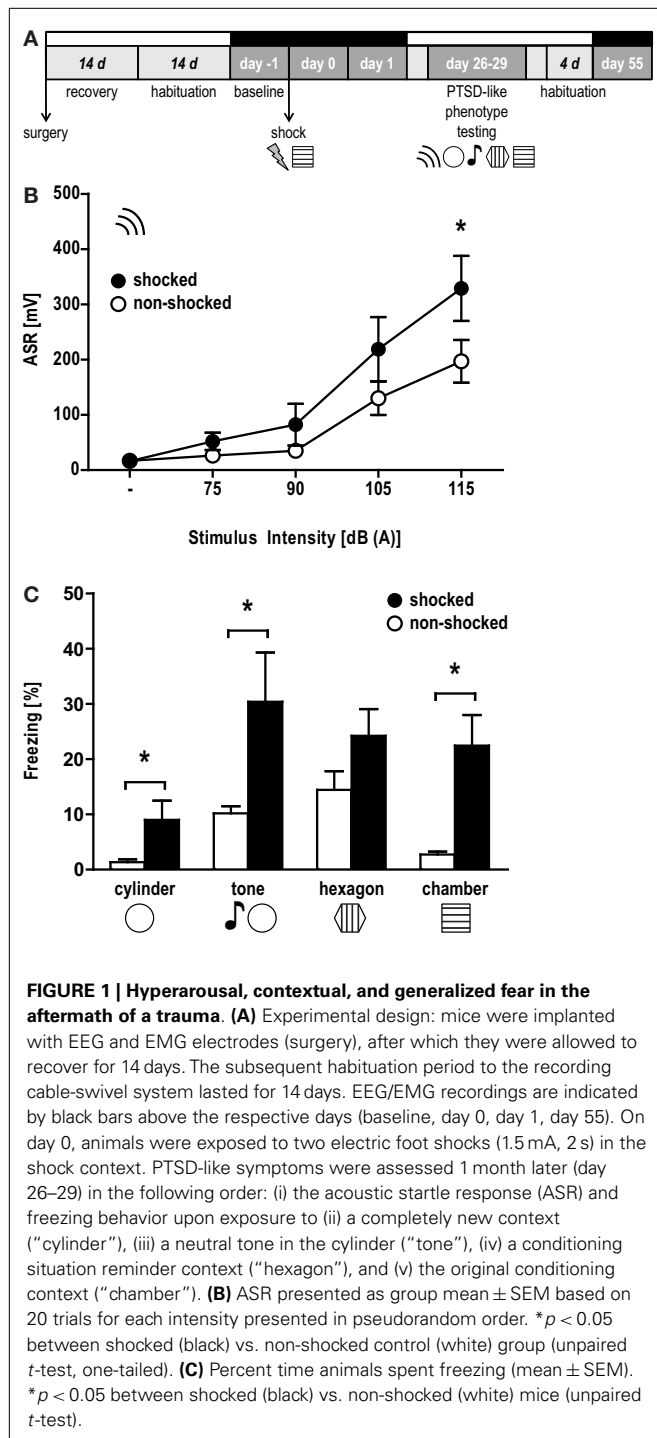 A
14 d 14 d day -1 day 0 day 1 day 26-29 4 d day 55
recovery habituation baseline PTSD-like habituation
phenotype
surgery shock testing
B
500
400
300
200
100
0
ASR [mV]
shocked
non-shocked
*
- 75 90 105 115
Stimulus Intensity [dB (A)]
C
50
40
30
20
10
0
Freezing [%]
shocked
non-shocked
* * *
cylinder tone hexagon chamber
FIGURE 1 | Hyperarousal, contextual, and generalized fear in the
aftermath of a trauma. (A) Experimental design: mice were implanted
with EEG and EMG electrodes (surgery), after which they were allowed to
recover for 14 days. The subsequent habituation period to the recording
cable-swivel system lasted for 14 days. EEG/EMG recordings are indicated
by black bars above the respective days (baseline, day 0, day 1, day 55). On
day 0, animals were exposed to two electric foot shocks (1.5 mA, 2 s) in the
shock context. PTSD-like symptoms were assessed 1 month later (day
26–29) in the following order: (i) the acoustic startle response (ASR) and
freezing behavior upon exposure to (ii) a completely new context
(“cylinder”), (iii) a neutral tone in the cylinder (“tone”), (iv) a conditioning
situation reminder context (“hexagon”), and (v) the original conditioning
context (“chamber”). (B) ASR presented as group mean ± SEM based on
20 trials for each intensity presented in pseudorandom order. *p < 0.05
between shocked (black) vs. non-shocked control (white) group (unpaired
t-test, one-tailed). (C) Percent time animals spent freezing (mean ± SEM).
*p < 0.05 between shocked (black) vs. non-shocked (white) mice (unpaired
t-test).